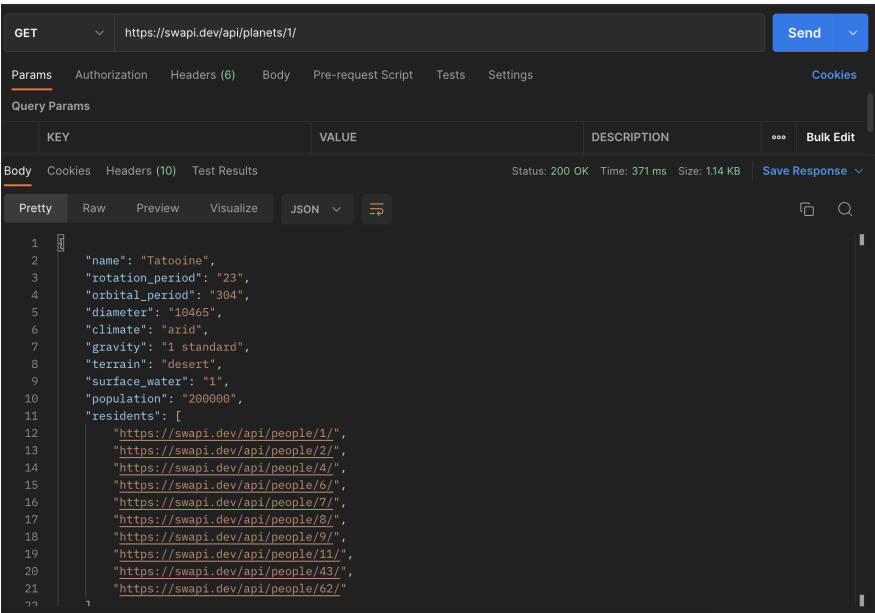 GET https://swapi.dev/api/planets/1/ Send
Params Authorization Headers (6) Body Pre-request Script Tests Settings Cookies
Query Params
KEY VALUE DESCRIPTION ooo Bulk Edit
Body Cookies Headers (10) Test Results Status: 200 OK Time: 371 ms Size: 1.14 KB Save Response
Pretty Raw Preview Visualize JSON
1 {
2 "name": "Tatooine",
3 "rotation_period": "23",
4 "orbital_period": "304",
5 "diameter": "10465",
6 "climate": "arid",
7 "gravity": "1 standard",
8 "terrain": "desert",
9 "surface_water": "1",
10 "population": "200000",
11 "residents": [
12 "https://swapi.dev/api/people/1/",
13 "https://swapi.dev/api/people/2/",
14 "https://swapi.dev/api/people/4/",
15 "https://swapi.dev/api/people/6/",
16 "https://swapi.dev/api/people/7/",
17 "https://swapi.dev/api/people/8/",
18 "https://swapi.dev/api/people/9/",
19 "https://swapi.dev/api/people/11/",
20 "https://swapi.dev/api/people/43/",
21 "https://swapi.dev/api/people/62/"
22 ]